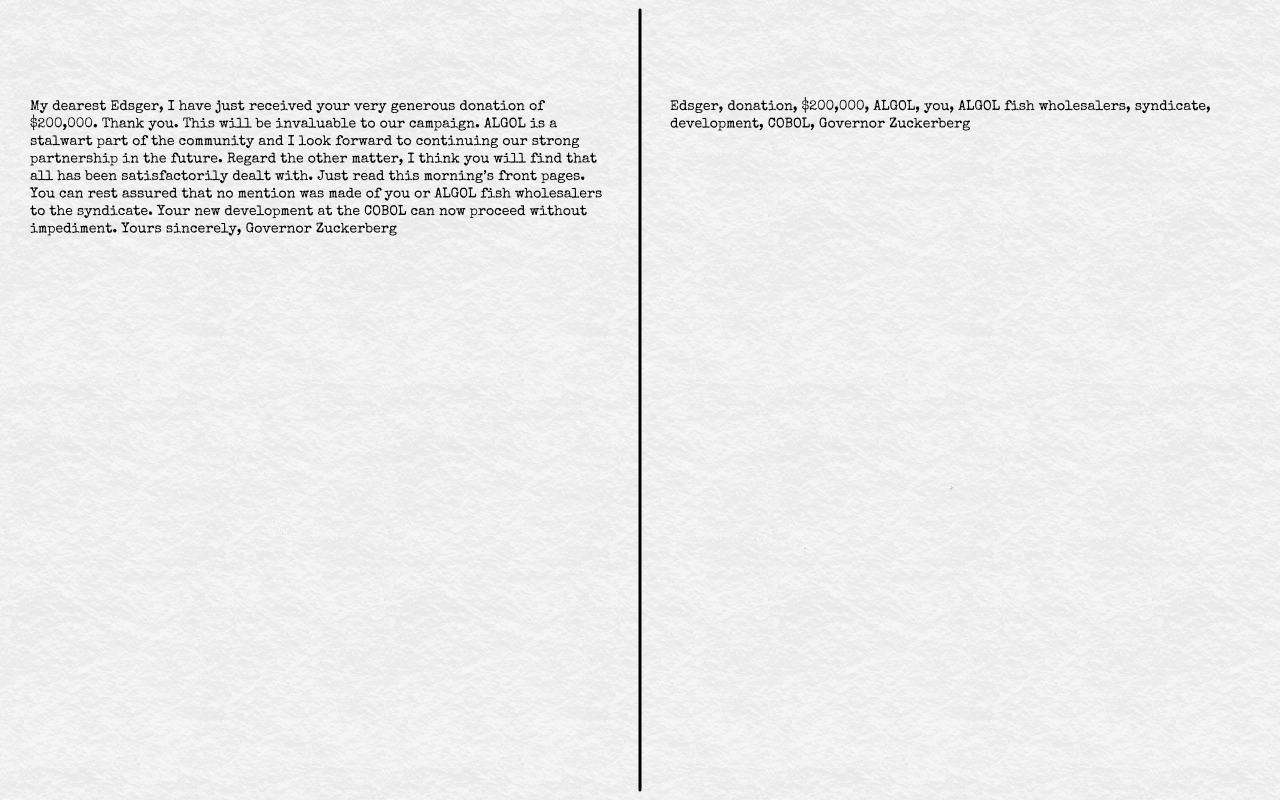 My dearest Edsger, I have just received your very generous donation of
$200,000. Thank you. This will be invaluable to our campaign. ALGOL is a
stalwart part of the community and I look forward to continuing our strong
partnership in the future. Regard the other matter, I think you will find that
all has been satisfactorily dealt with. Just read this morning's front pages.
You can rest assured that no mention was made of you or ALGOL fish wholesalers
to the syndicate. Your new development at the COBOL can now proceed without
impediment. Yours sincerely, Governor Zuckerberg
Edsger, donation, $200,000, ALGOL, you, ALGOL fish wholesalers, syndicate,
development, COBOL, Governor Zuckerberg